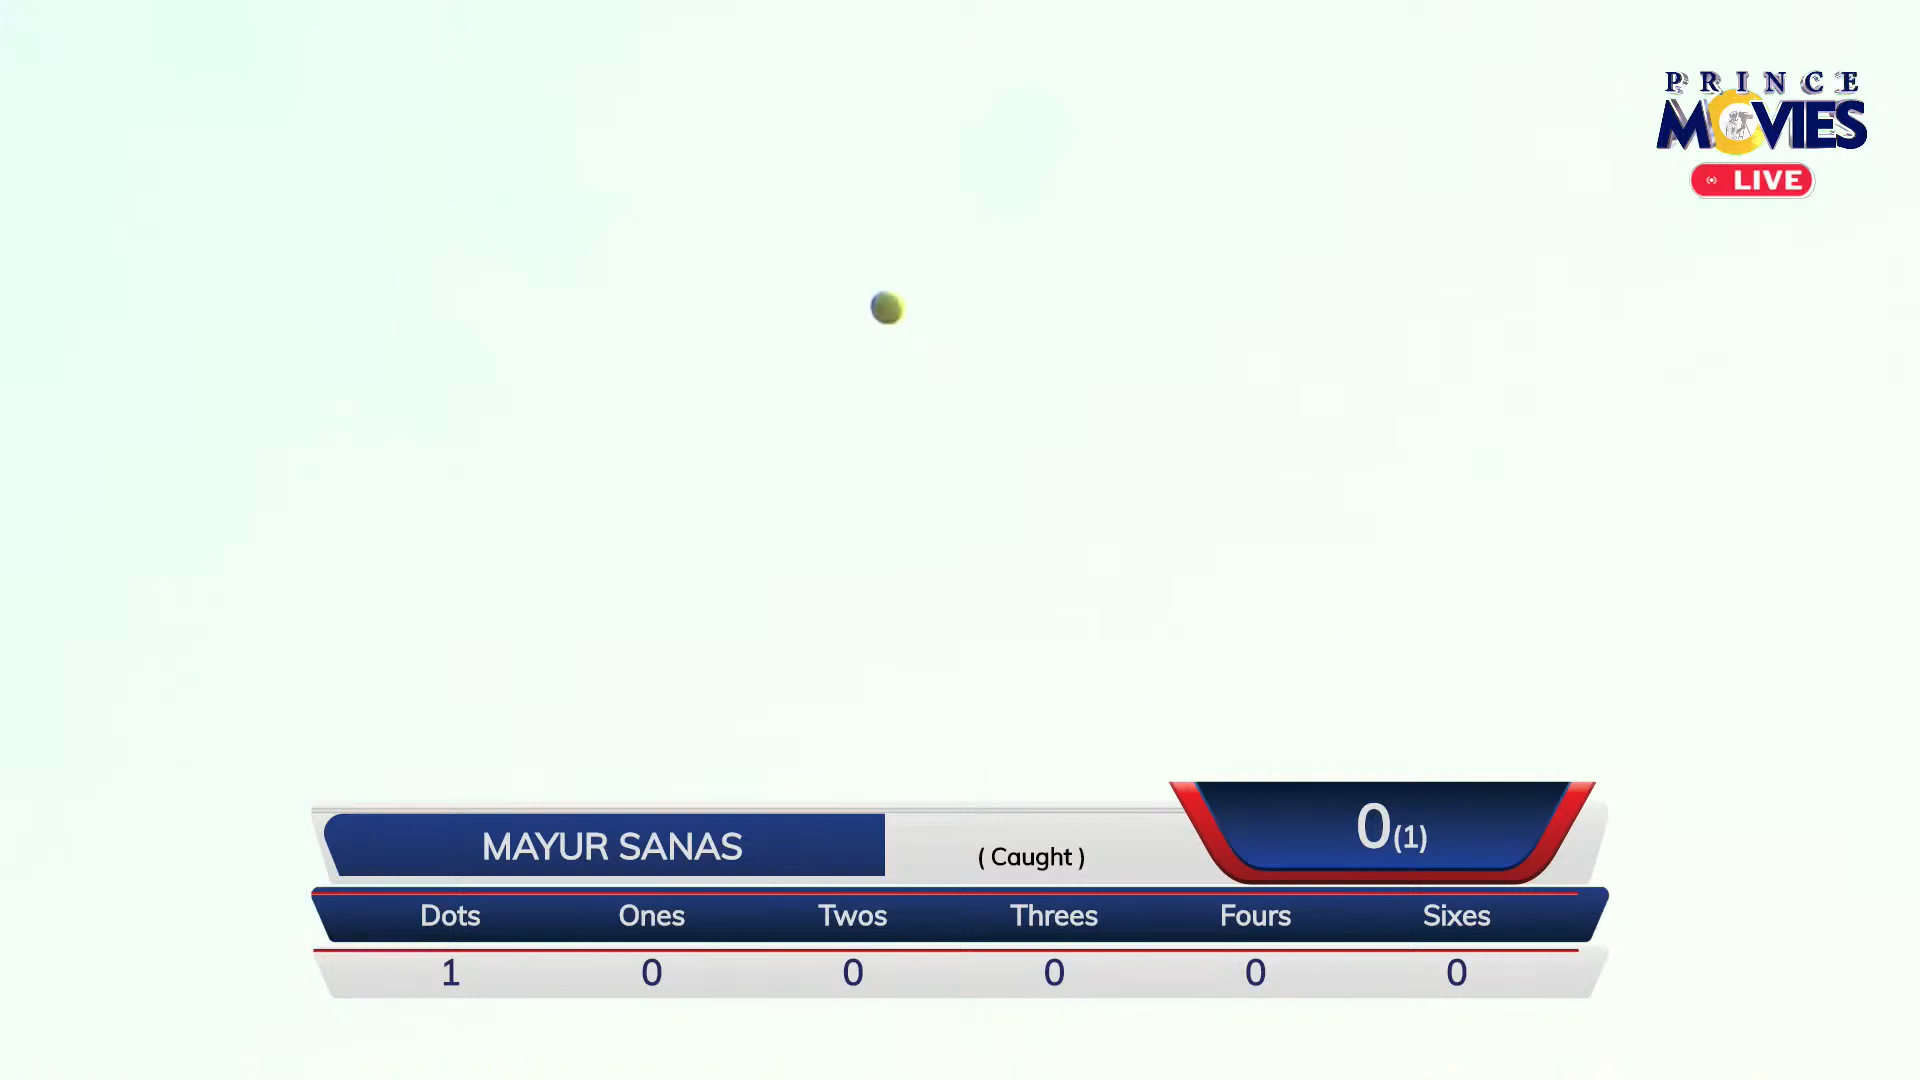 PRINCE
MOVIES
LIVE
MAYUR SANAS
( Caught )
0(1)
Dots Ones Twos Threes Fours Sixes
1 0 0 0 0 0